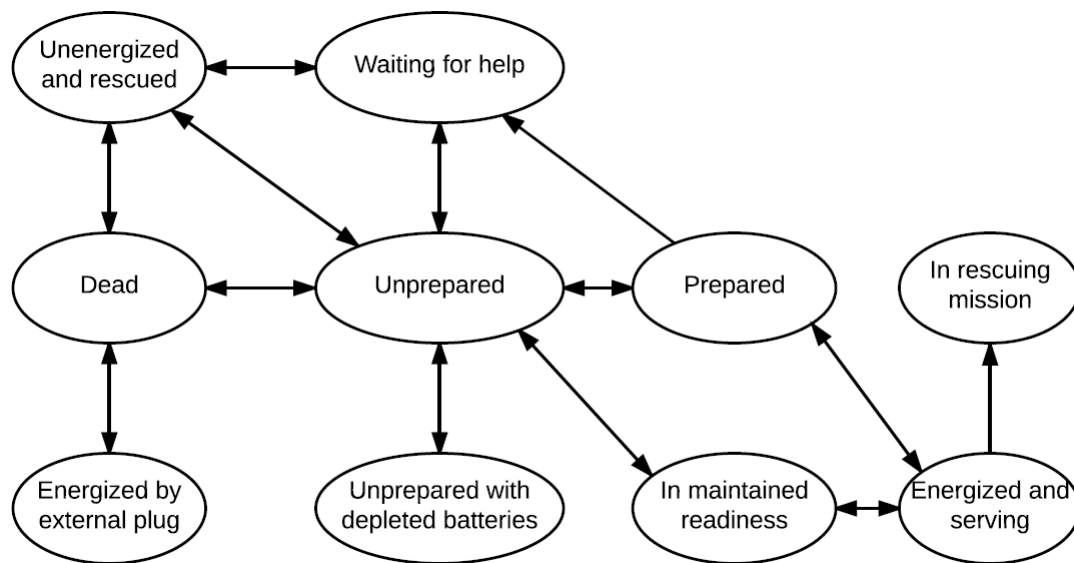 Unenergized
and rescued
Waiting for help
Dead
Unprepared
Prepared
In rescuing
mission
Energized by
external plug
Unprepared with
depleted batteries
In maintained
readiness
Energized and
serving